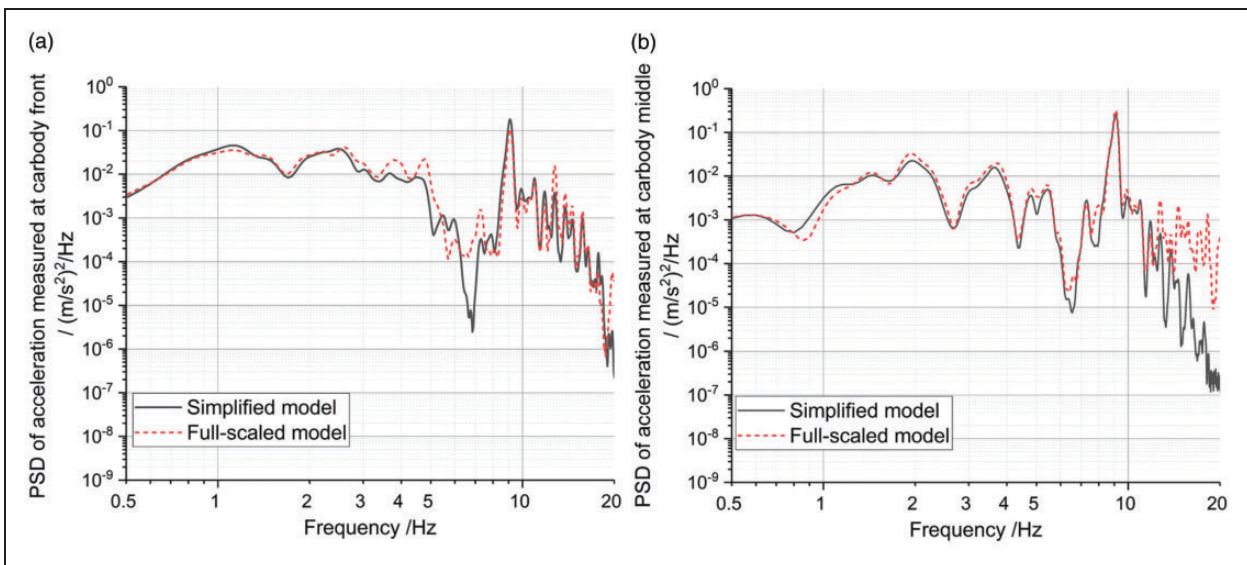 (a)
PSD of acceleration measured at carbody front
/ (m/s²)²/Hz
10⁰
10⁻¹
10⁻²
10⁻³
10⁻⁴
10⁻⁵
10⁻⁶
10⁻⁷
10⁻⁸
10⁻⁹
Simplified model
Full-scaled model
0.5 1 2 3 4 5 10 20
Frequency /Hz
(b)
PSD of acceleration measured at carbody middle
/ (m/s²)²/Hz
10⁰
10⁻¹
10⁻²
10⁻³
10⁻⁴
10⁻⁵
10⁻⁶
10⁻⁷
10⁻⁸
10⁻⁹
Simplified model
Full-scaled model
0.5 1 2 3 4 5 10 20
Frequency /Hz